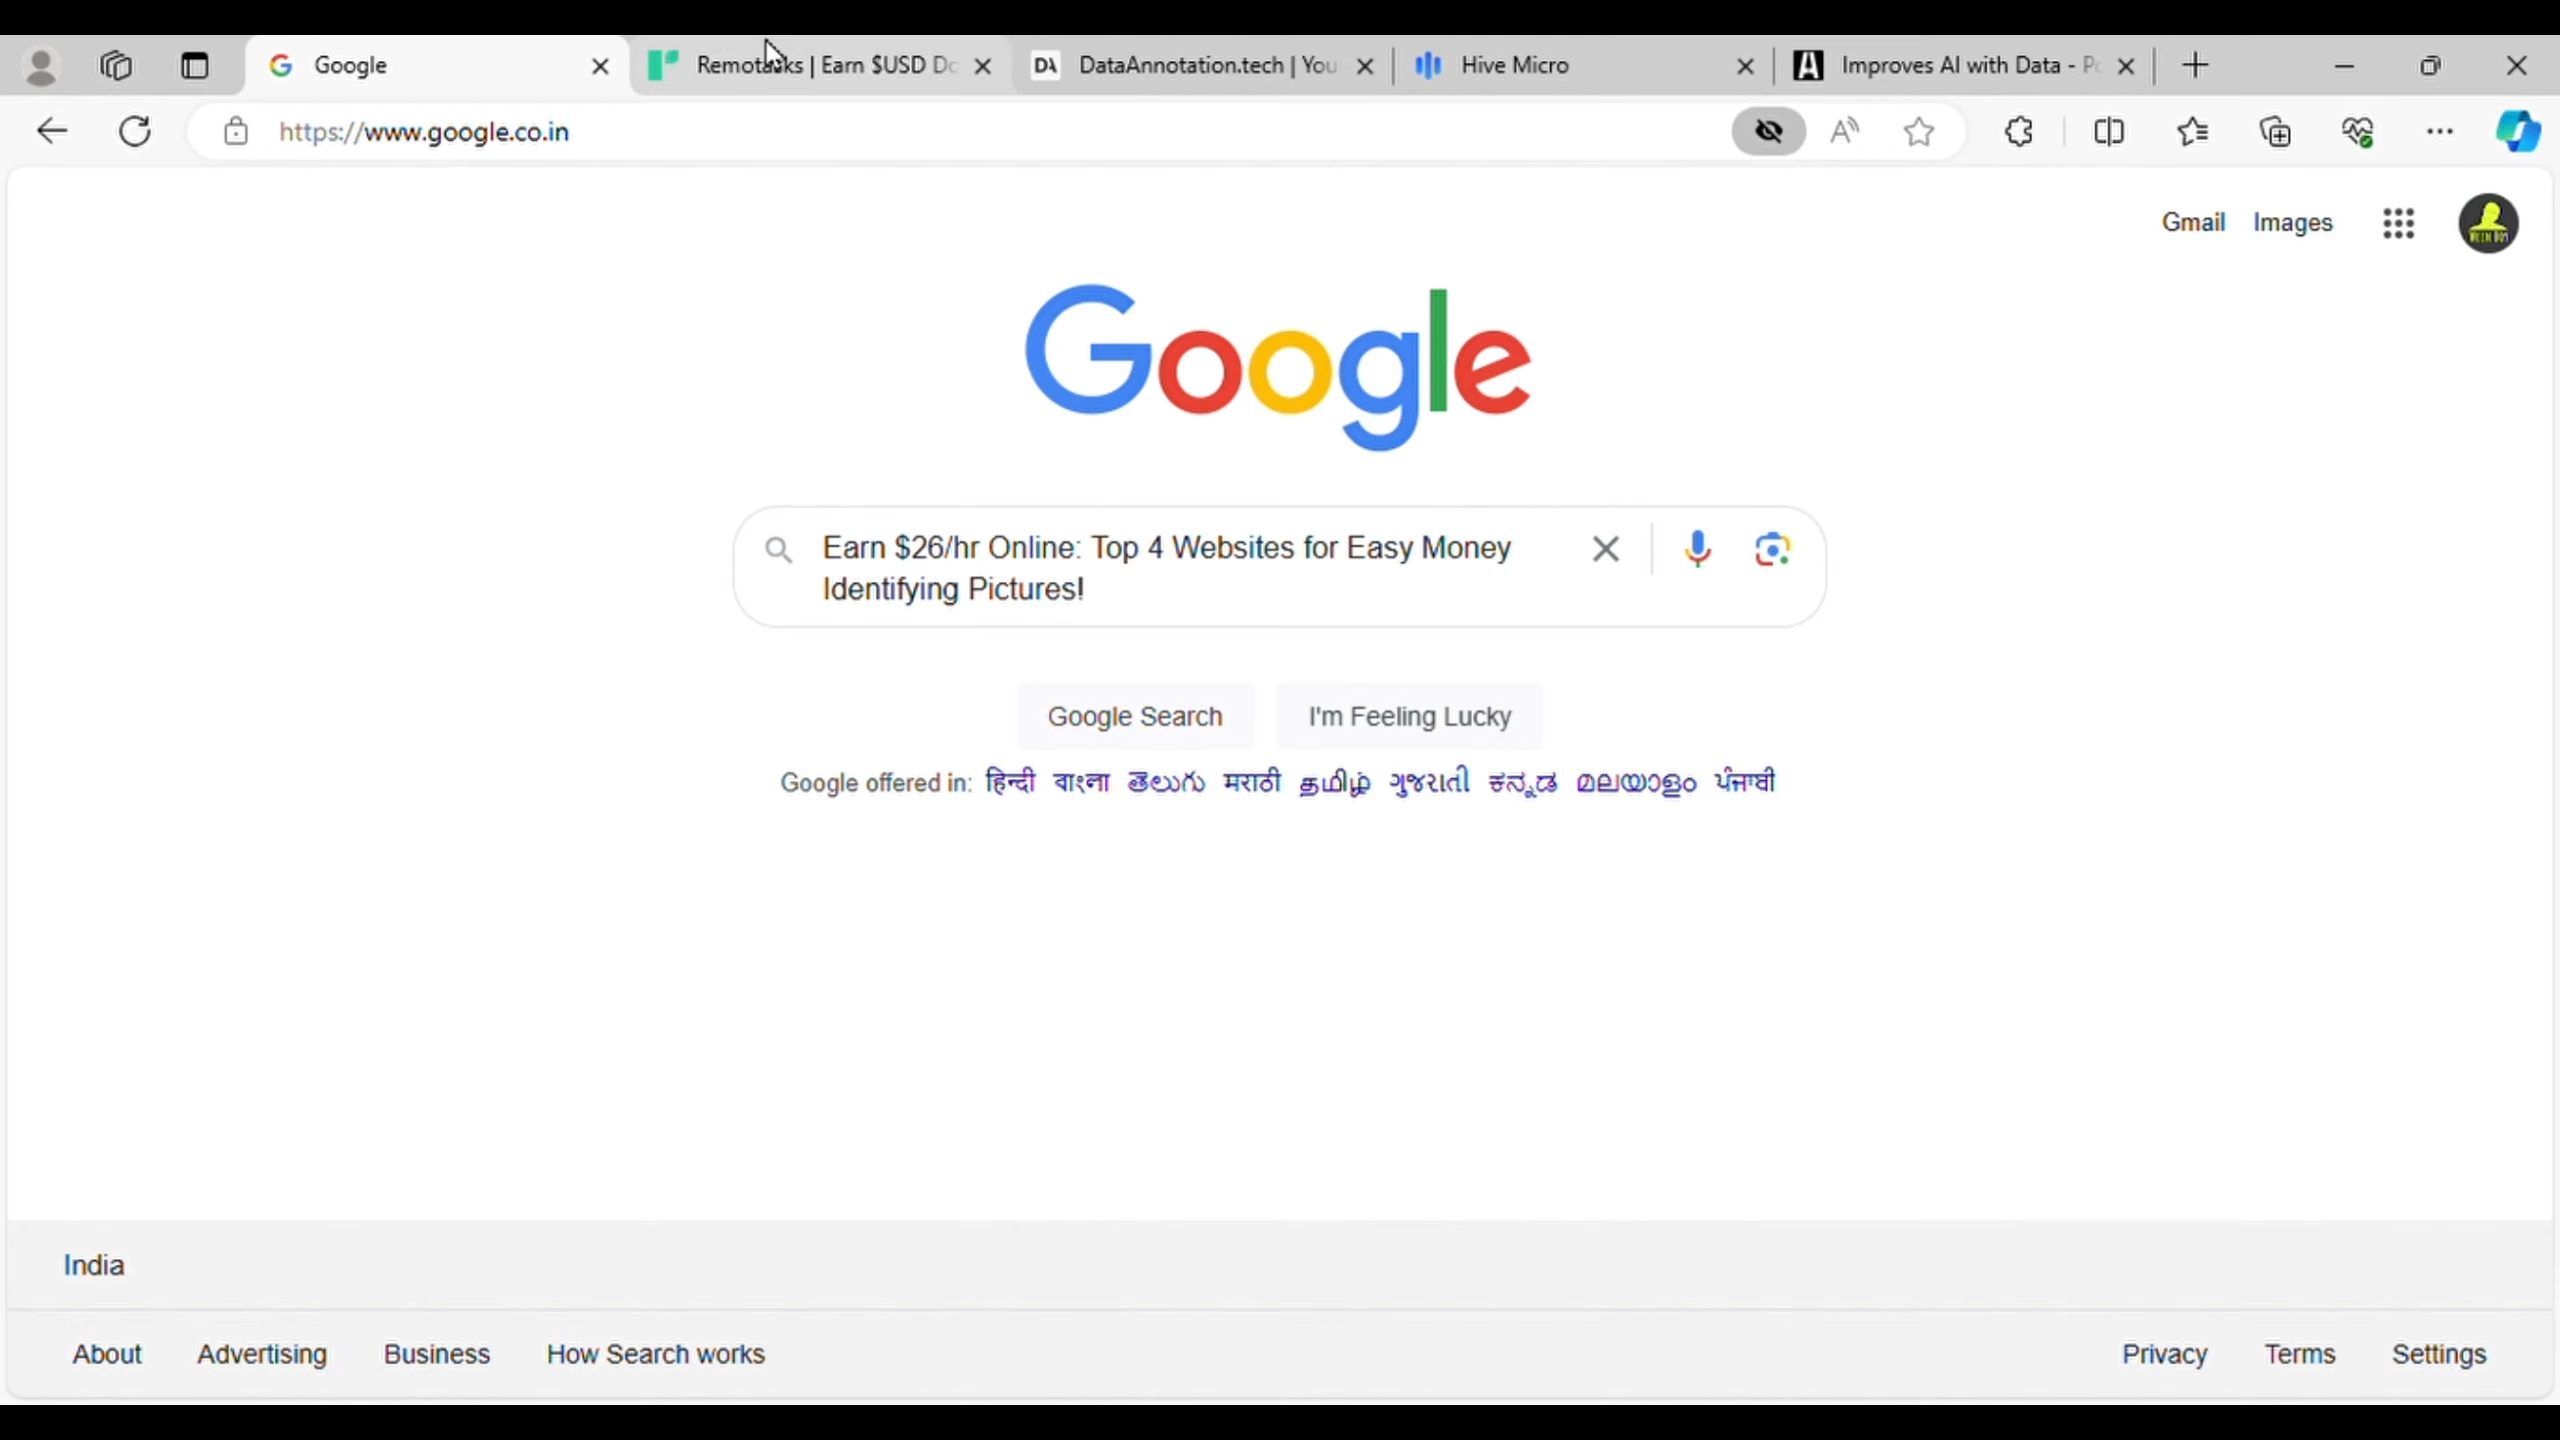 Google
Remotasks | Earn $USD Do
DataAnnotation.tech | You
Hive Micro
Improves AI with Data - Po
https://www.google.co.in
Gmail
Images
Google
Earn $26/hr Online: Top 4 Websites for Easy Money
Identifying Pictures!
Google Search
I'm Feeling Lucky
Google offered in: हिन्दी বাংলা తెలుగు मराठी தமிழ் ગુજરાતી ಕನ್ನಡ മലയാളം ਪੰਜਾਬੀ
India
About
Advertising
Business
How Search works
Privacy
Terms
Settings